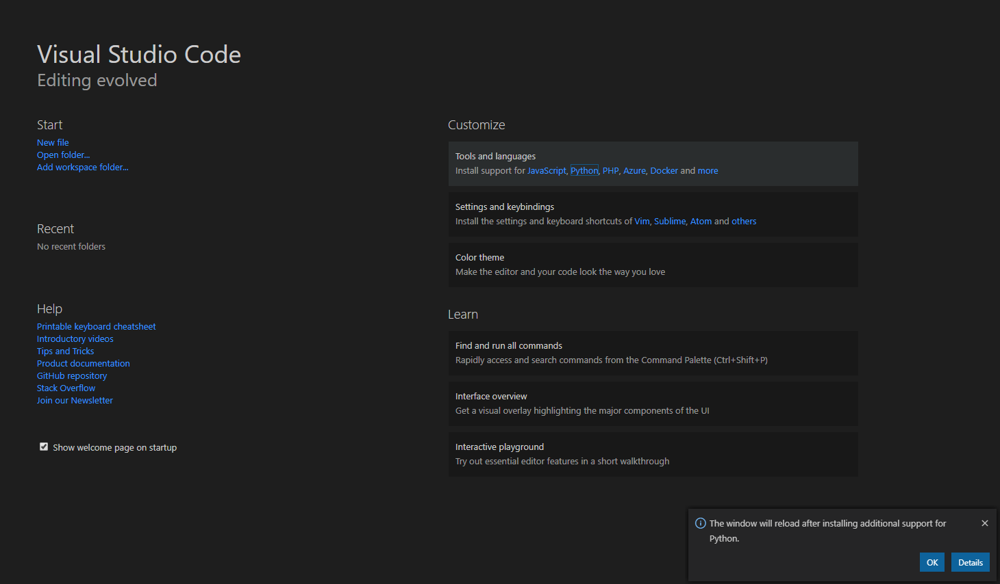 Visual Studio Code
Editing evolved
Start
New file
Open folder...
Add workspace folder...
Recent
No recent folders
Help
Printable keyboard cheatsheet
Introductory videos
Tips and Tricks
Product documentation
GitHub repository
Stack Overflow
Join our Newsletter
Show welcome page on startup
Customize
Tools and languages
Install support for JavaScript, Python, PHP, Azure, Docker and more
Settings and keybindings
Install the settings and keyboard shortcuts of Vim, Sublime, Atom and others
Color theme
Make the editor and your code look the way you love
Learn
Find and run all commands
Rapidly access and search commands from the Command Palette (Ctrl+Shift+P)
Interface overview
Get a visual overlay highlighting the major components of the UI
Interactive playground
Try out essential editor features in a short walkthrough
The window will reload after installing additional support for
Python.
OK
Details